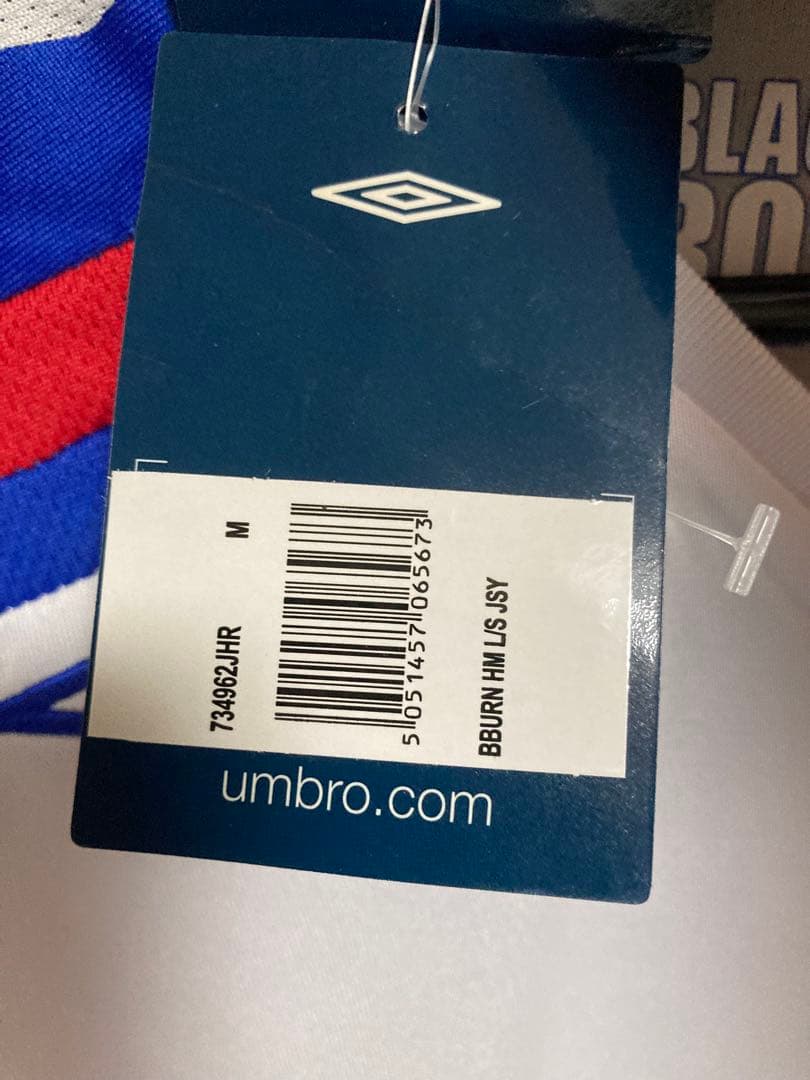 M
734962JHR
5 051457 065673
BBURN HM L/S JSY
umbro.com